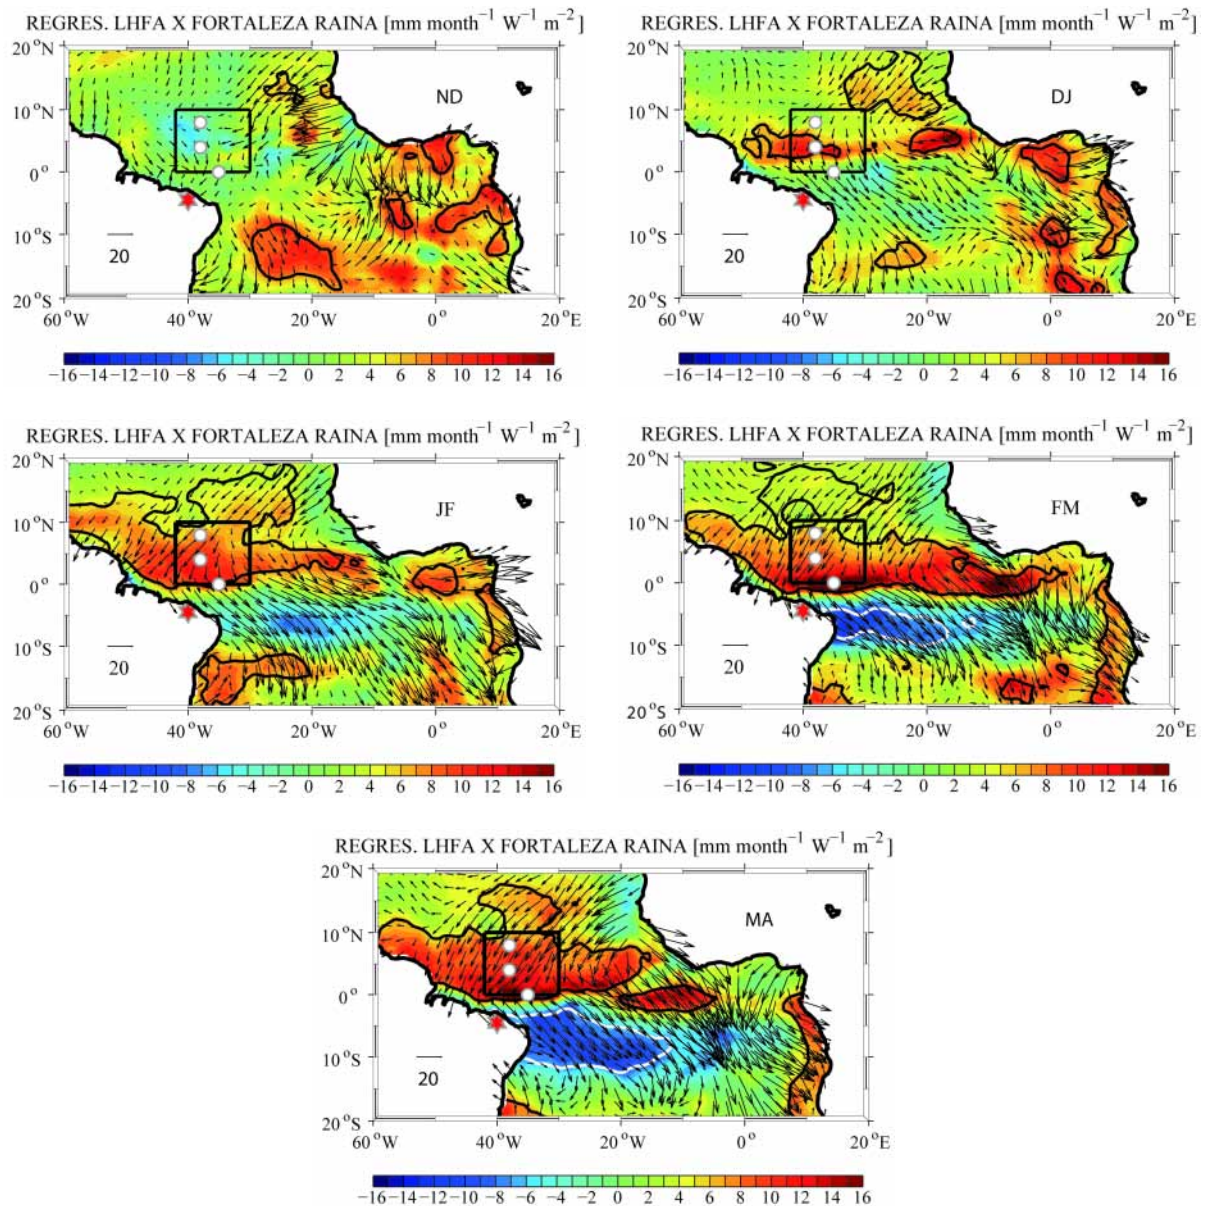 REGRES. LHFA X FORTALEZA RAINA [mm month⁻¹ W⁻¹ m⁻²]
20°N
ND
10°N
0°
10°S
20
20°S
60°W 40°W 20°W 0° 20°E
−16 −14 −12 −10 −8 −6 −4 −2 0 2 4 6 8 10 12 14 16
REGRES. LHFA X FORTALEZA RAINA [mm month⁻¹ W⁻¹ m⁻²]
20°N
DJ
10°N
0°
10°S
20
20°S
60°W 40°W 20°W 0° 20°E
−16 −14 −12 −10 −8 −6 −4 −2 0 2 4 6 8 10 12 14 16
REGRES. LHFA X FORTALEZA RAINA [mm month⁻¹ W⁻¹ m⁻²]
20°N
JF
10°N
0°
10°S
20
20°S
60°W 40°W 20°W 0° 20°E
−16 −14 −12 −10 −8 −6 −4 −2 0 2 4 6 8 10 12 14 16
REGRES. LHFA X FORTALEZA RAINA [mm month⁻¹ W⁻¹ m⁻²]
20°N
FM
10°N
0°
10°S
20
20°S
60°W 40°W 20°W 0° 20°E
−16 −14 −12 −10 −8 −6 −4 −2 0 2 4 6 8 10 12 14 16
REGRES. LHFA X FORTALEZA RAINA [mm month⁻¹ W⁻¹ m⁻²]
20°N
MA
10°N
0°
10°S
20
20°S
60°W 40°W 20°W 0° 20°E
−16 −14 −12 −10 −8 −6 −4 −2 0 2 4 6 8 10 12 14 16